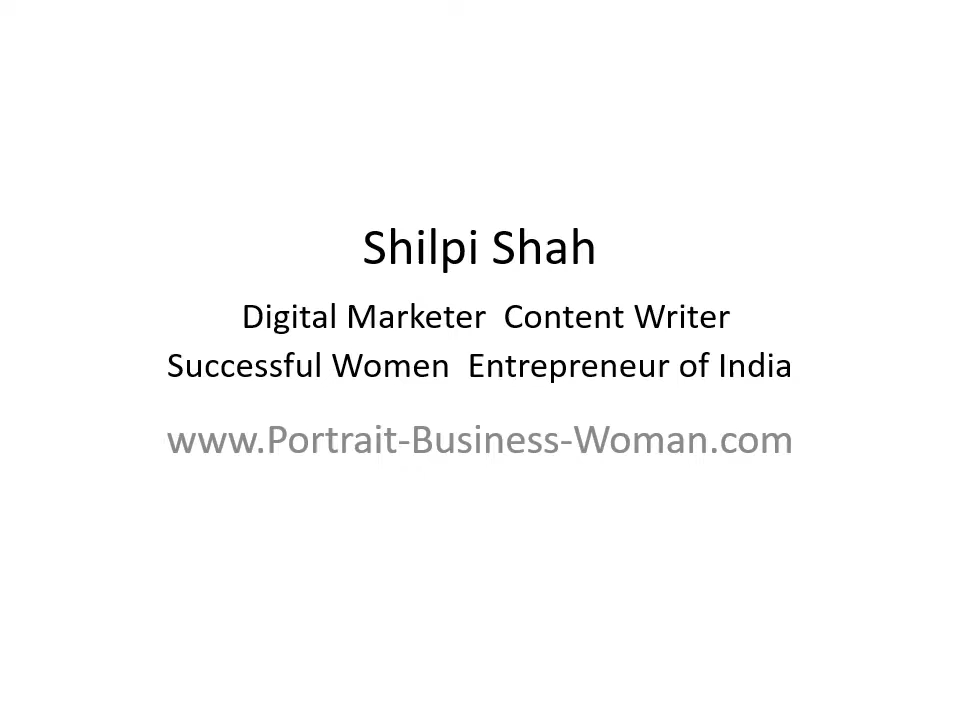 Shilpi Shah
Digital Marketer  Content Writer
Successful Women  Entrepreneur of India
www.Portrait-Business-Woman.com